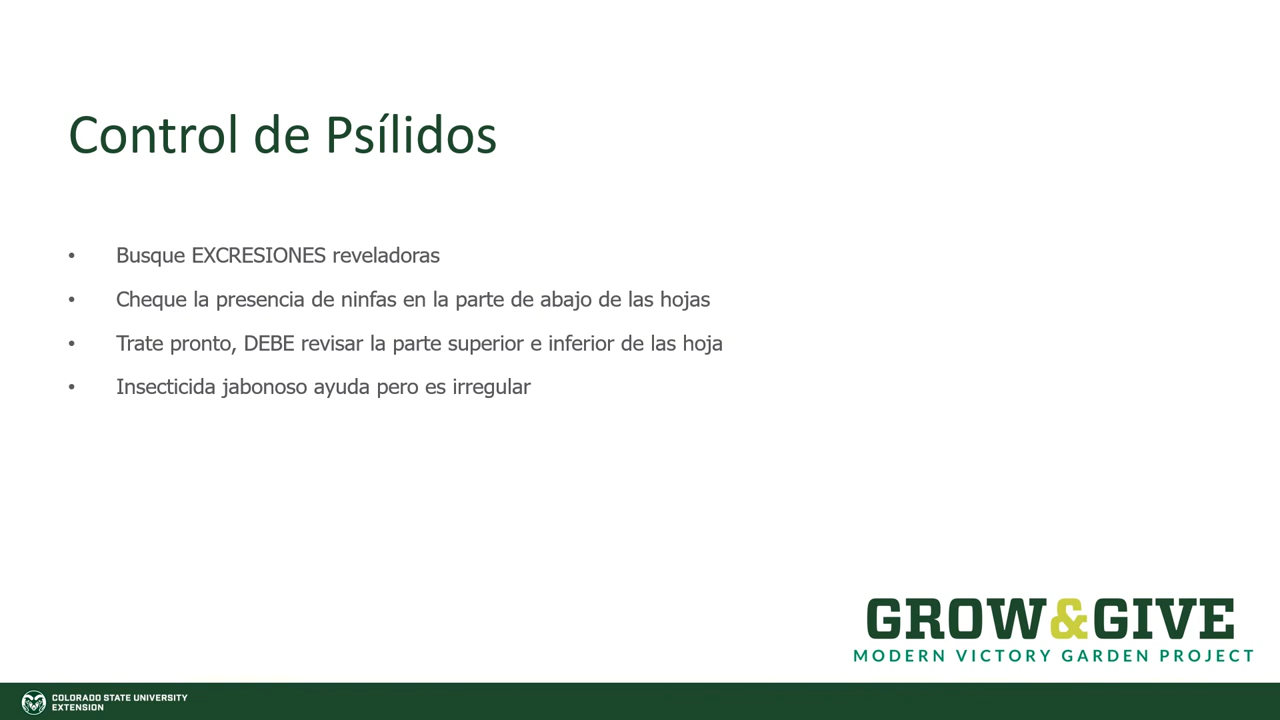 Control de Psílidos
• Busque EXCRESIONES reveladoras
• Cheque la presencia de ninfas en la parte de abajo de las hojas
• Trate pronto, DEBE revisar la parte superior e inferior de las hoja
• Insecticida jabonoso ayuda pero es irregular
GROW&GIVE
MODERN VICTORY GARDEN PROJECT
COLORADO STATE UNIVERSITY
EXTENSION